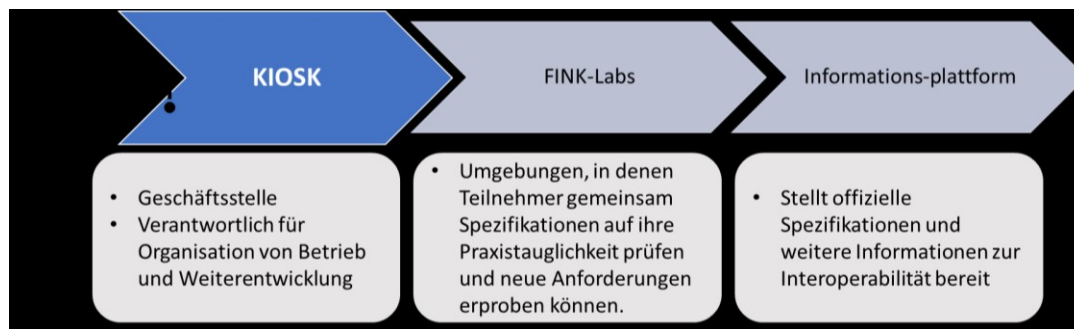 KIOSK
FINK-Labs
Informations-plattform
• Geschäftsstelle
• Verantwortlich für
Organisation von Betrieb
und Weiterentwicklung
• Umgebungen, in denen
Teilnehmer gemeinsam
Spezifikationen auf ihre
Praxistauglichkeit prüfen
und neue Anforderungen
erproben können.
• Stellt offizielle
Spezifikationen und
weitere Informationen zur
Interoperabilität bereit